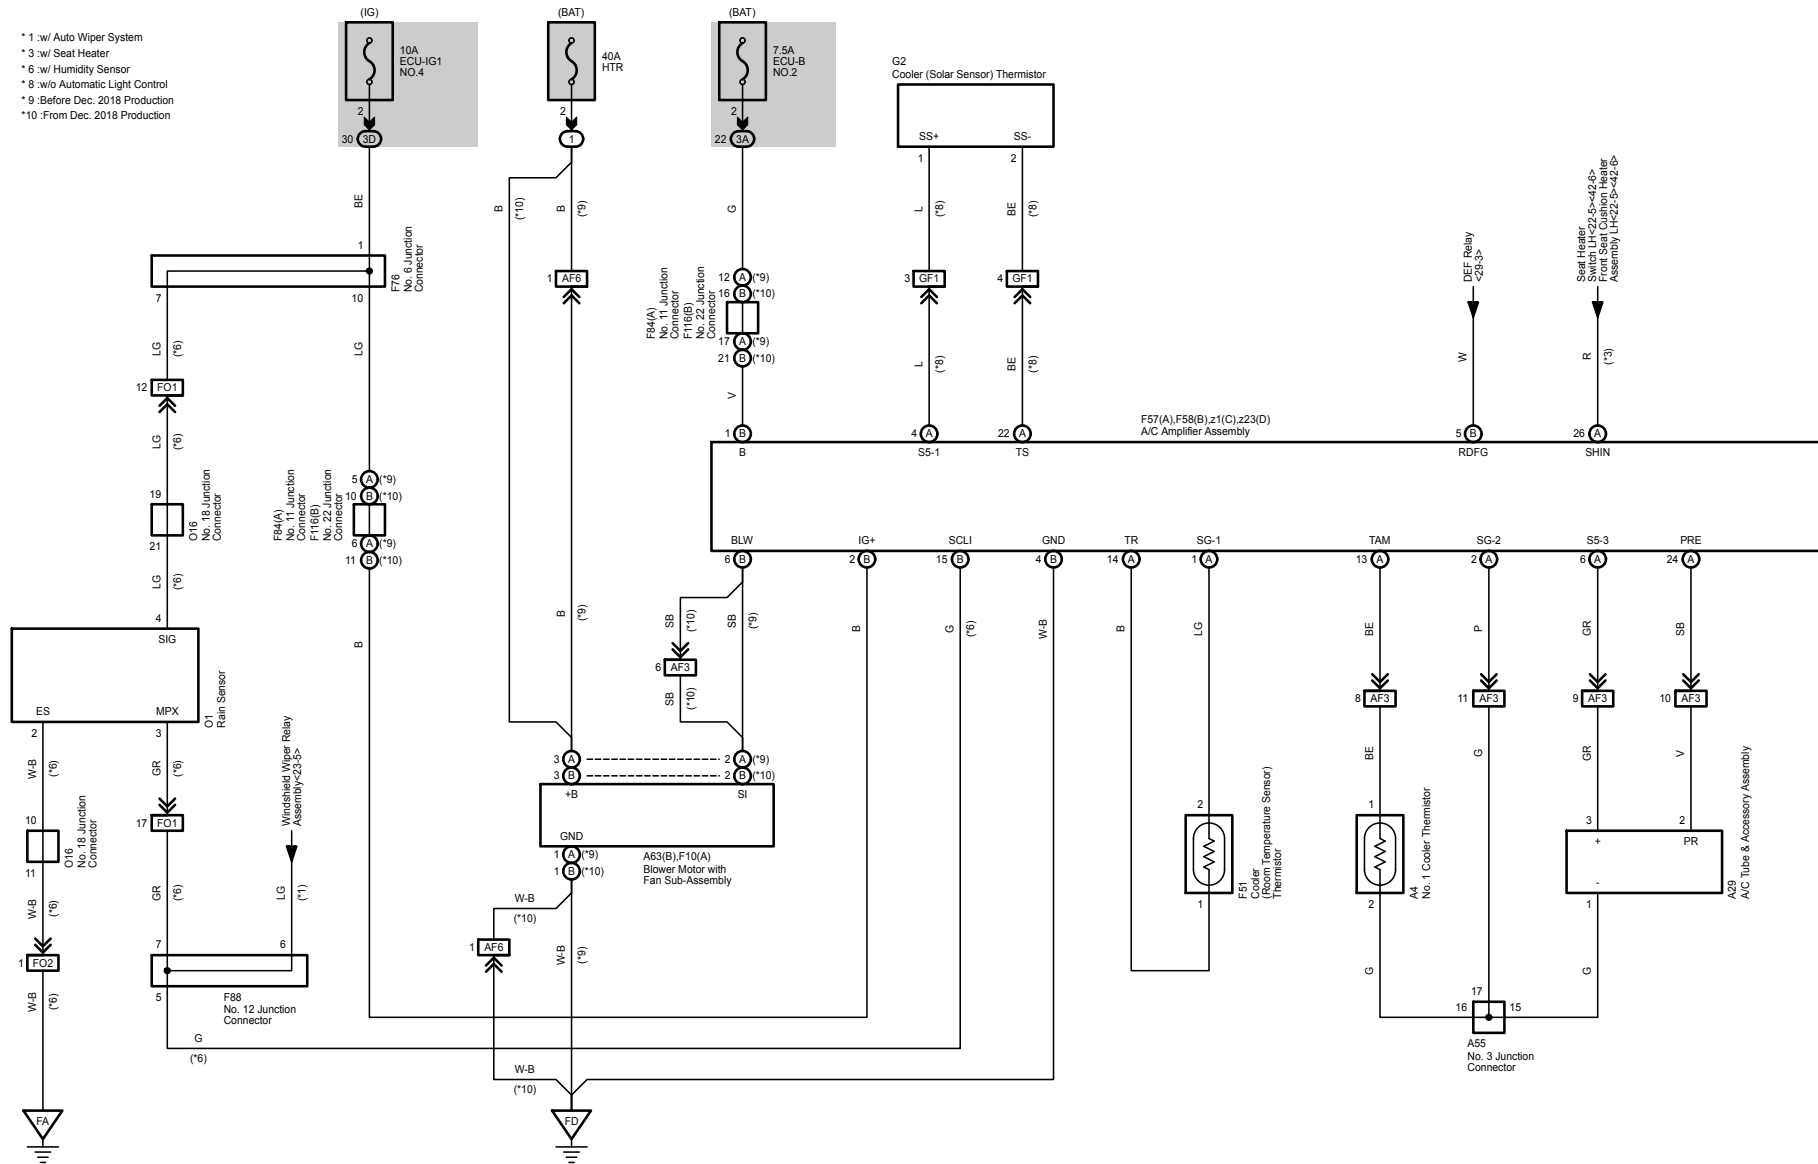 * 1 :w/ Auto Wiper System
* 3 :w/ Seat Heater
* 6 :w/ Humidity Sensor
* 8 :w/o Automatic Light Control
* 9 :Before Dec. 2018 Production
*10 :From Dec. 2018 Production
(IG)
10A
ECU-IG1
NO.4
2
30 3D
(BAT)
40A
HTR
2
1
(BAT)
7.5A
ECU-B
NO.2
2
22 3A
G2
Cooler (Solar Sensor) Thermistor
SS+ SS-
1 2
BE
B (*10)
B (*9)
G
L (*8)
BE (*8)
DEF Relay
<29-3>
Seat Heater
Switch LH<22-5><42-6>
Front Seat Cushion Heater
Assembly LH<22-5><42-6>
1
7 10
F76
No. 6 Junction
Connector
1 AF6
12 A (*9)
16 B (*10)
17 A (*9)
21 B (*10)
F84(A)
No. 11 Junction
Connector
F116(B)
No. 22 Junction
Connector
3 GF1
4 GF1
LG (*6)
LG
L (*8)
BE (*8)
W
R (*3)
12 FO1
LG (*6)
V
F57(A),F58(B),z1(C),z23(D)
A/C Amplifier Assembly
1 B
4 A
22 A
5 B
26 A
B S5-1 TS RDFG SHIN
19
21
O16
No. 18 Junction
Connector
5 A (*9)
10 B (*10)
6 A (*9)
11 B (*10)
F84(A)
No. 11 Junction
Connector
F116(B)
No. 22 Junction
Connector
BLW IG+ SCLI GND TR SG-1 TAM SG-2 S5-3 PRE
6 B
2 B
15 B
4 B
14 A
1 A
13 A
2 A
6 A
24 A
LG (*6)
B
B (*9)
SB (*10)
SB (*9)
B
G (*6)
W-B
B
LG
BE
P
GR
SB
4
SIG
ES MPX
2 3
O1
Rain Sensor
6 AF3
SB (*10)
8 AF3
11 AF3
9 AF3
10 AF3
W-B (*6)
GR (*6)
Windshield Wiper Relay
Assembly<23-5>
BE
G
GR
V
3 A
3 B
2 A (*9)
2 B (*10)
+B SI
GND
1 A (*9)
1 B (*10)
A63(B),F10(A)
Blower Motor with
Fan Sub-Assembly
10
11
O16
No. 18 Junction
Connector
17 FO1
2
1
F51
Cooler
(Room Temperature Sensor)
Thermistor
1
2
A4
No. 1 Cooler Thermistor
3 2
+ PR
-
1
A29
A/C Tube & Accessory Assembly
W-B (*6)
GR (*6)
LG (*1)
W-B
(*10)
1 AF6
W-B (*9)
1 FO2
7 6
5
F88
No. 12 Junction
Connector
G
G
W-B (*6)
17
16 15
A55
No. 3 Junction
Connector
G
(*6)
W-B
(*10)
FA
FD